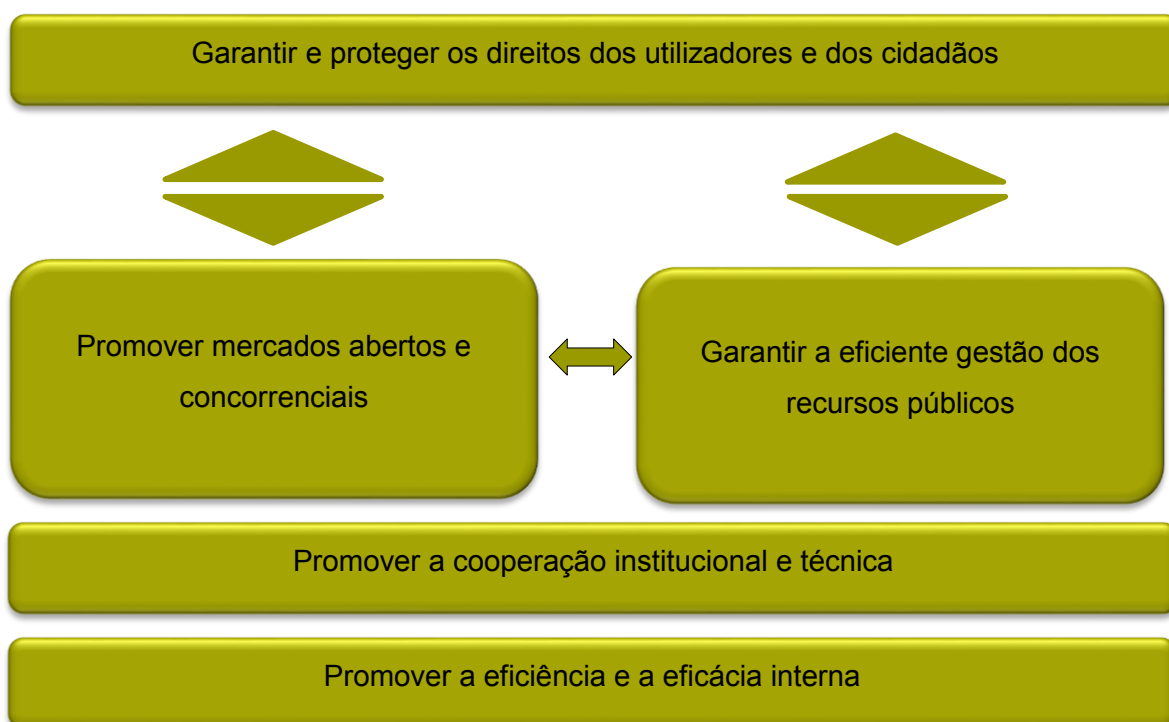 Garantir e proteger os direitos dos utilizadores e dos cidadãos
Promover mercados abertos e
concorrenciais
Garantir a eficiente gestão dos
recursos públicos
Promover a cooperação institucional e técnica
Promover a eficiência e a eficácia interna